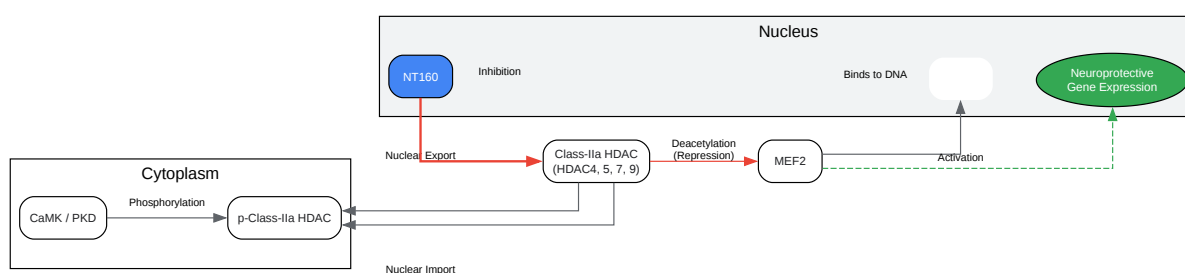 Nucleus
NT160
Inhibition
Binds to DNA
Neuroprotective
Gene Expression
Nuclear Export
Class-IIa HDAC
(HDAC4, 5, 7, 9)
Deacetylation
(Repression)
MEF2
Activation
Cytoplasm
CaMK / PKD
Phosphorylation
p-Class-IIa HDAC
Nuclear Import